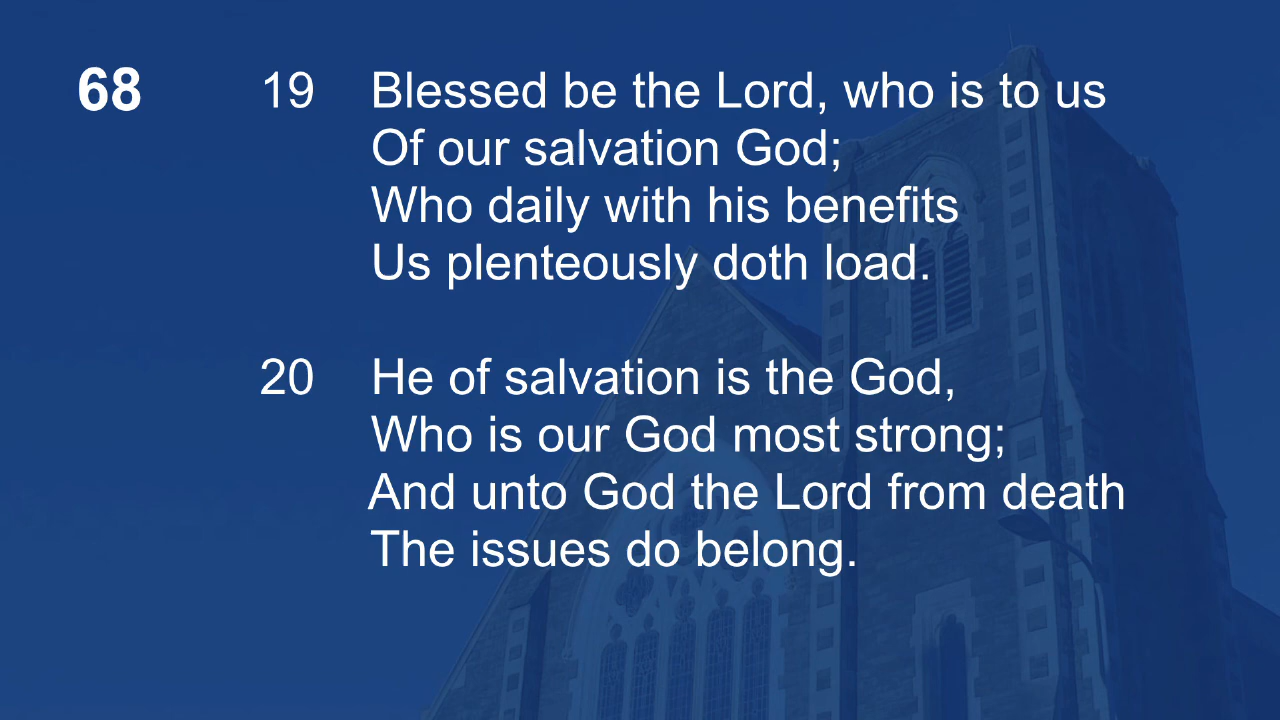 68 19 Blessed be the Lord, who is to us
Of our salvation God;
Who daily with his benefits
Us plenteously doth load.
20 He of salvation is the God,
Who is our God most strong;
And unto God the Lord from death
The issues do belong.